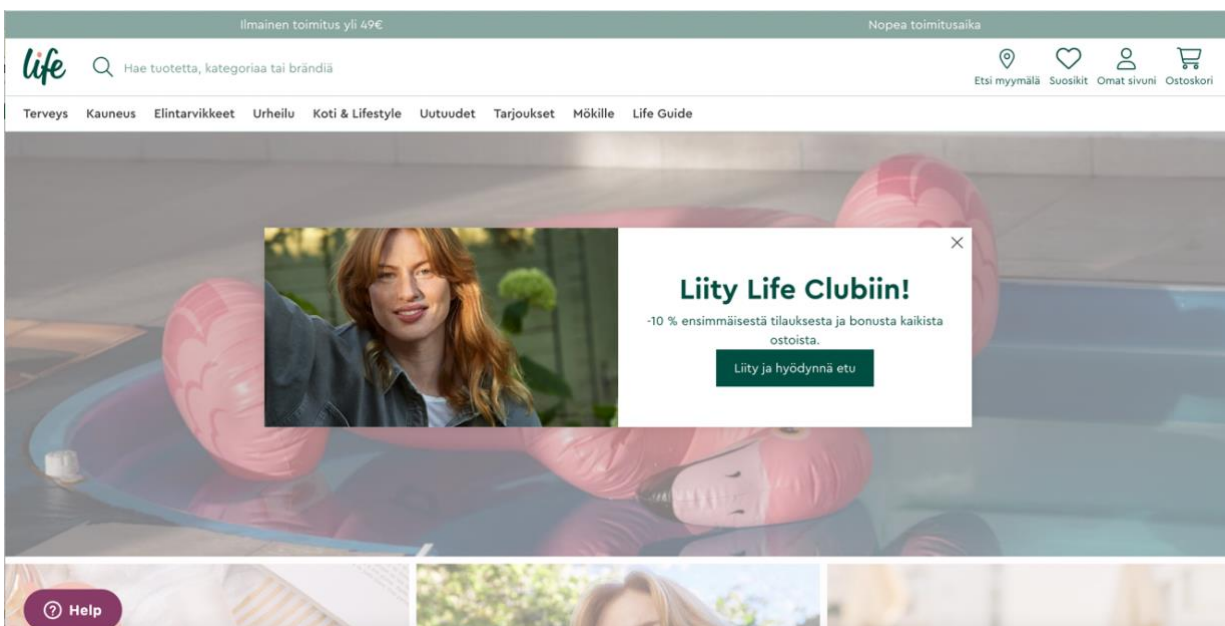 Ilmainen toimitus yli 49€
Nopea toimitusaika
life
Hae tuotetta, kategoriaa tai brändiä
Etsi myymälä
Suosikit
Omat sivuni
Ostoskori
Terveys
Kauneus
Elintarvikkeet
Urheilu
Koti & Lifestyle
Uutuudet
Tarjoukset
Mökille
Life Guide
Liity Life Clubiin!
-10 % ensimmäisestä tilauksesta ja bonusta kaikista
ostoista.
Liity ja hyödynnä etu
Help